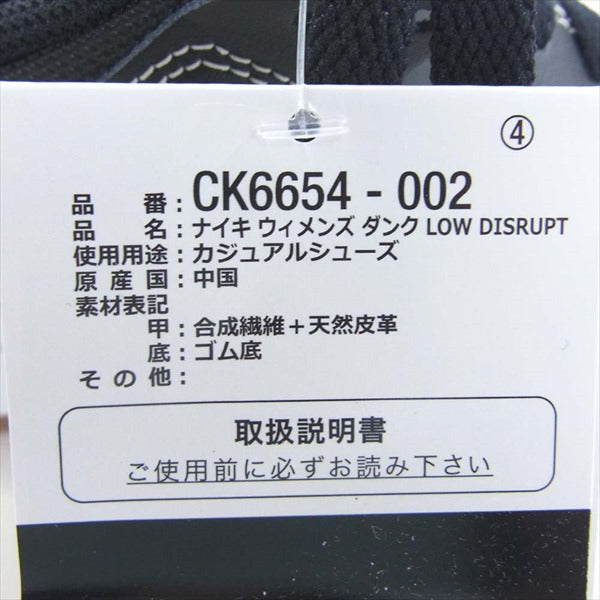 ④
品 番:CK6654 - 002
品 名:ナイキ ウィメンズ ダンク LOW DISRUPT
使用用途:カジュアルシューズ
原 産 国:中国
素材表記
甲:合成繊維+天然皮革
底:ゴム底
そ の 他:
取扱説明書
ご使用前に必ずお読み下さい